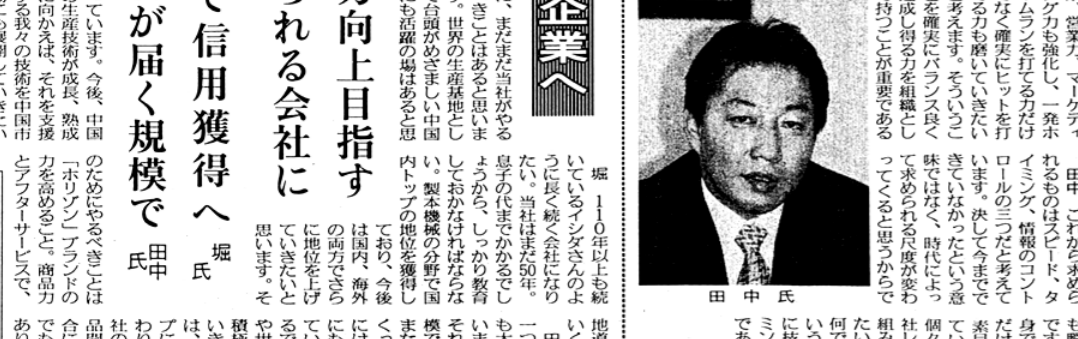 営業力、マーケティ
グ力も強化し、一発ホ
ムランを打てる力だけ
なく確実にヒットを打
る力も磨いていきたい
考えます。そういうこ
を確実にバランス良く
成し得る力を組織とし
持つことが重要である
田中　これから求めら
れるものはスピード、タ
イミング、情報のコント
ロールの三つだと考えて
います。決して今までで
きていなかったという意
味ではなく、時代によっ
て求められる尺度が変わ
ってくると思うからで
田中氏
企業へ
は、まだまだ当社がやる
きことはあると思いま
。世界の生産基地とし
て台頭がめざましい中国
も活躍の場はあると思
方向上目指す
られる会社に
で信用獲得へ
堀氏
が届く規模で
田中氏
ています。今後、中国
生産技術が成長、熟成
向かえば、それを支援
る我々の技術を中国市
堀　110年以上も続
いているイシダさんのよ
うに長く続く会社になり
たい。当社はまだ50年。
息子の代までかかるでし
ょうから、しっかり教育
しておかなければならな
い。製本機械の分野で国
内トップの地位を獲得し
ており、今後
は国内、海外
の両方でさら
に地位を上げ
ていきたいと
思います。そ
のためにやるべきことは
「ホリゾン」ブランドの
力を高めること。商品力
とアフターサービスで、